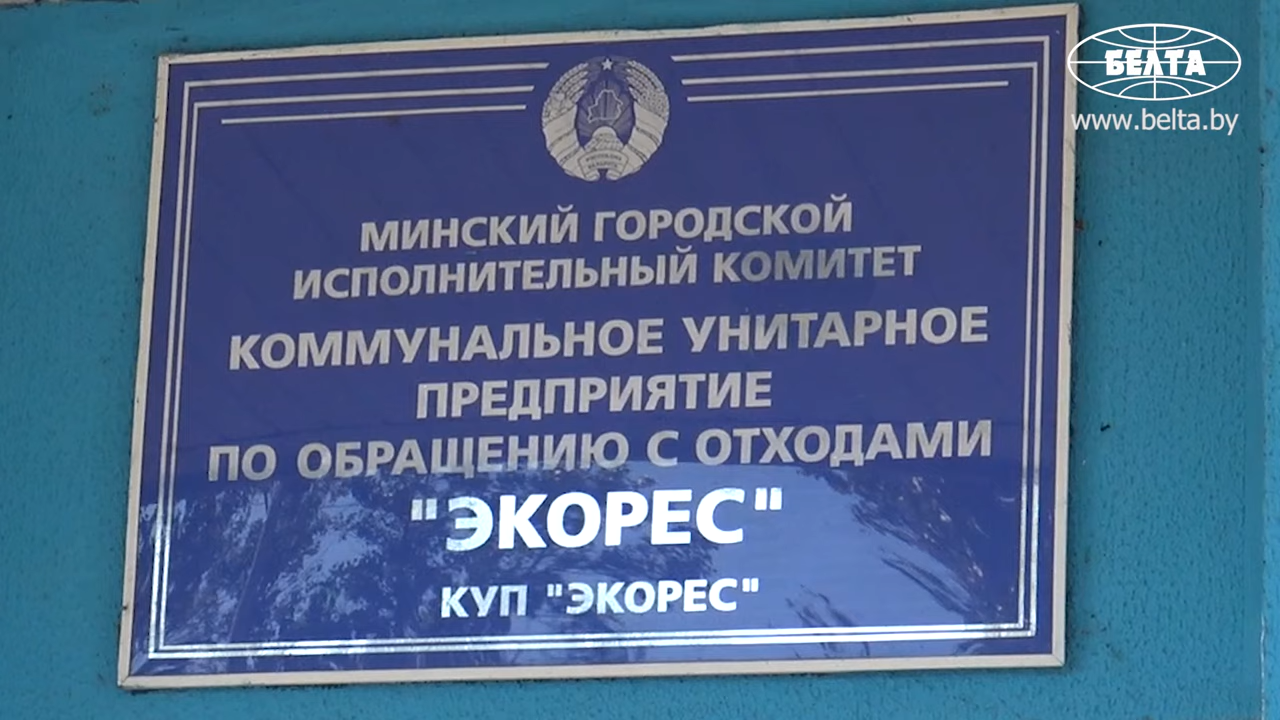 БЕЛТА
www.belta.by
МИНСКИЙ ГОРОДСКОЙ
ИСПОЛНИТЕЛЬНЫЙ КОМИТЕТ
КОММУНАЛЬНОЕ УНИТАРНОЕ
ПРЕДПРИЯТИЕ
ПО ОБРАЩЕНИЮ С ОТХОДАМИ
"ЭКОРЕС"
КУП "ЭКОРЕС"